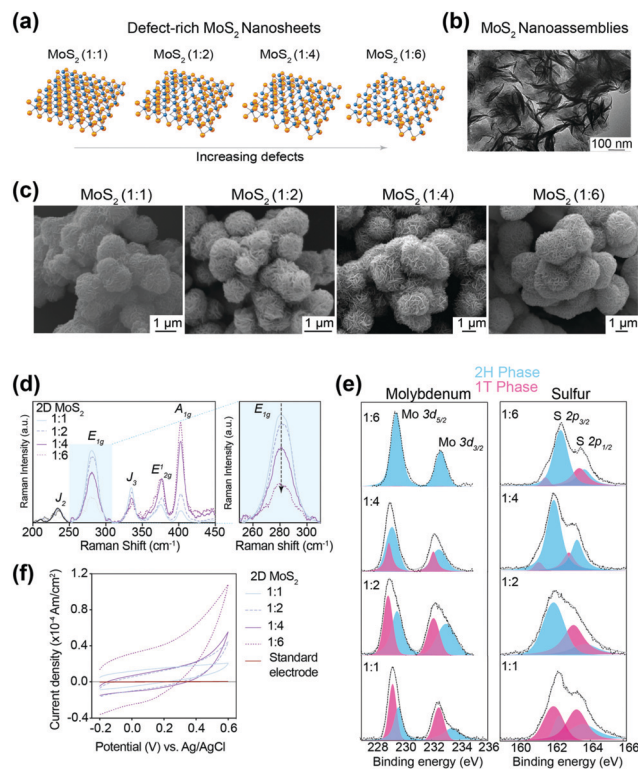 (a)
Defect-rich MoS2 Nanosheets
MoS2 (1:1)
MoS2 (1:2)
MoS2 (1:4)
MoS2 (1:6)
Increasing defects
(b)
MoS2 Nanoassemblies
100 nm
(c)
MoS2 (1:1)
MoS2 (1:2)
MoS2 (1:4)
MoS2 (1:6)
1 µm
1 µm
1 µm
1 µm
(d)
2D MoS2
1:1
1:2
1:4
1:6
J2
E1g
J3
E12g
A1g
Raman Intensity (a.u.)
200 250 300 350 400 450
Raman Shift (cm-1)
E1g
Raman Intensity (a.u.)
260 280 300
Raman shift (cm-1)
(e)
2H Phase
1T Phase
Molybdenum
Sulfur
1:6
Mo 3d5/2
Mo 3d3/2
1:4
1:2
1:1
228 230 232 234 236
Binding energy (eV)
1:6
S 2p3/2
S 2p1/2
1:4
1:2
1:1
160 162 164 166
Binding energy (eV)
(f)
Current density (x10-4 Am/cm2)
1.2
0.8
0.4
0.0
-0.4
-0.2 0.0 0.2 0.4 0.6
Potential (V) vs. Ag/AgCl
2D MoS2
1:1
1:2
1:4
1:6
Standard
electrode